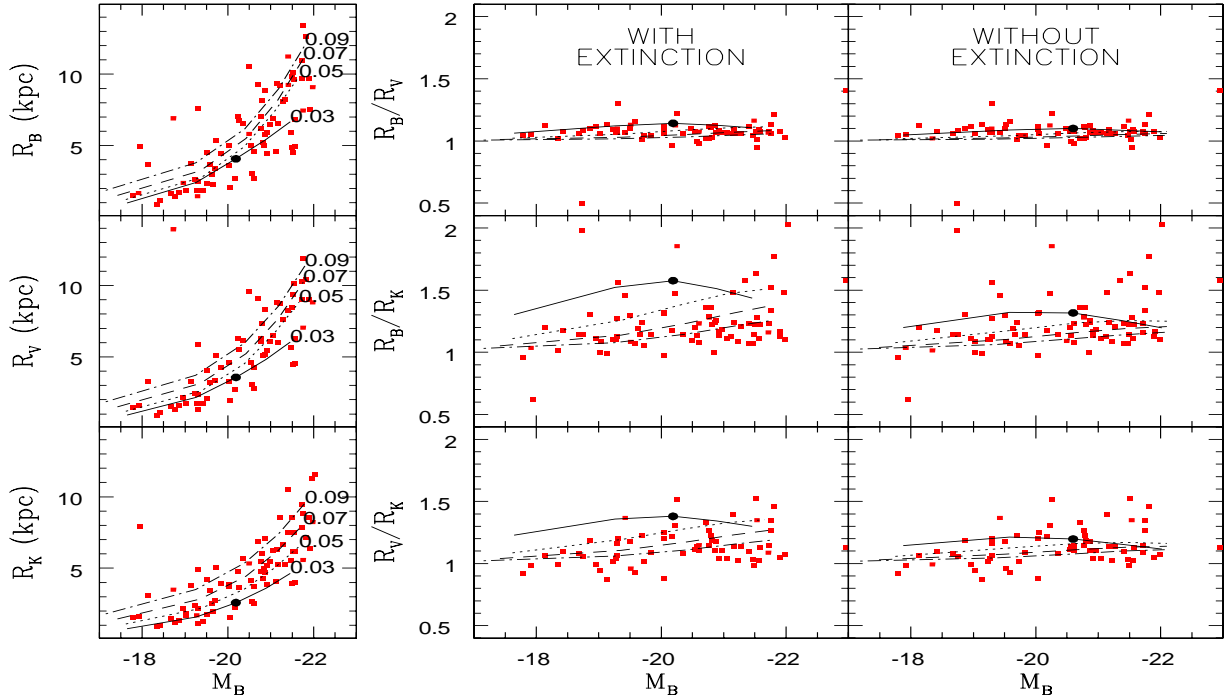 R_B (kpc)
10
5
0.09
0.07
0.05
0.03
R_B/R_V
2
1.5
1
0.5
WITH
EXTINCTION
WITHOUT
EXTINCTION
R_V (kpc)
10
5
0.09
0.07
0.05
0.03
R_B/R_K
2
1.5
1
0.5
R_K (kpc)
10
5
0.09
0.07
0.05
0.03
R_V/R_K
2
1.5
1
0.5
-18 -20 -22
-18 -20 -22
-18 -20 -22
M_B
M_B
M_B